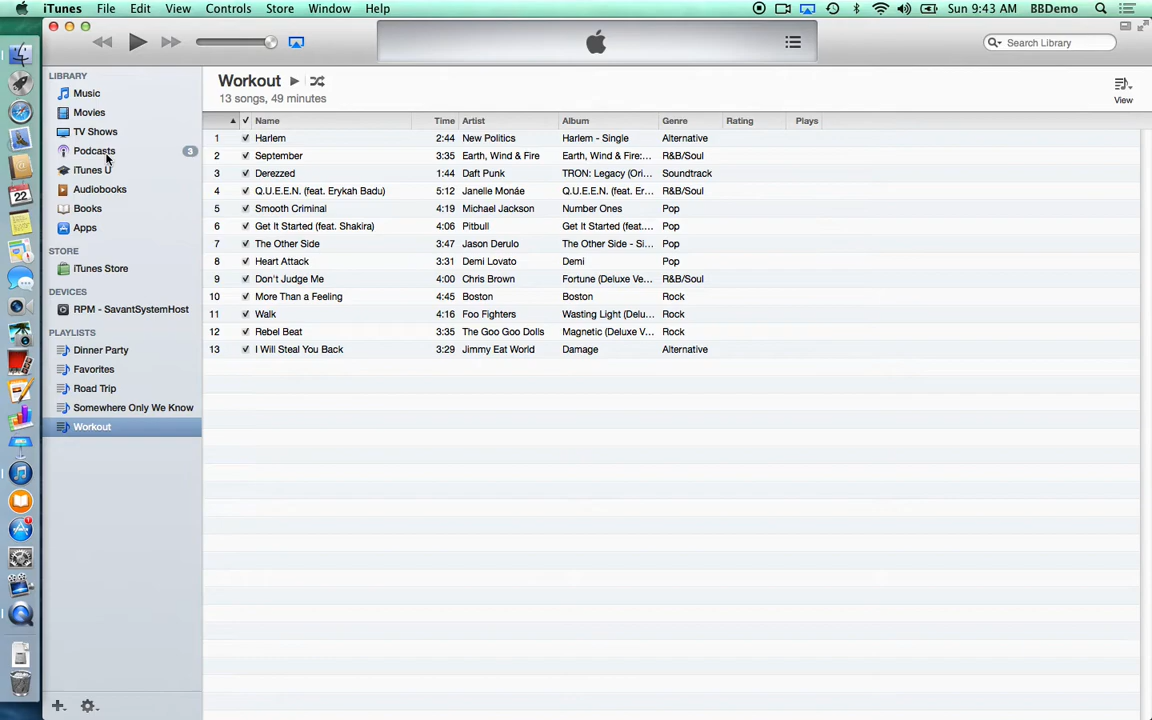 iTunes File Edit View Controls Store Window Help Sun 9:43 AM BBDemo
Search Library
LIBRARY
Music
Movies
TV Shows
Podcasts 3
iTunes U
Audiobooks
Books
Apps
STORE
iTunes Store
DEVICES
RPM - SavantSystemHost
PLAYLISTS
Dinner Party
Favorites
Road Trip
Somewhere Only We Know
Workout
Workout
13 songs, 49 minutes
View
Name Time Artist Album Genre Rating Plays
1 Harlem 2:44 New Politics Harlem - Single Alternative
2 September 3:35 Earth, Wind & Fire Earth, Wind & Fire:... R&B/Soul
3 Derezzed 1:44 Daft Punk TRON: Legacy (Ori... Soundtrack
4 Q.U.E.E.N. (feat. Erykah Badu) 5:12 Janelle Monáe Q.U.E.E.N. (feat. Er... R&B/Soul
5 Smooth Criminal 4:19 Michael Jackson Number Ones Pop
6 Get It Started (feat. Shakira) 4:06 Pitbull Get It Started (feat.... Pop
7 The Other Side 3:47 Jason Derulo The Other Side - Si... Pop
8 Heart Attack 3:31 Demi Lovato Demi Pop
9 Don't Judge Me 4:00 Chris Brown Fortune (Deluxe Ve... R&B/Soul
10 More Than a Feeling 4:45 Boston Boston Rock
11 Walk 4:16 Foo Fighters Wasting Light (Delu... Rock
12 Rebel Beat 3:35 The Goo Goo Dolls Magnetic (Deluxe V... Rock
13 I Will Steal You Back 3:29 Jimmy Eat World Damage Alternative
22